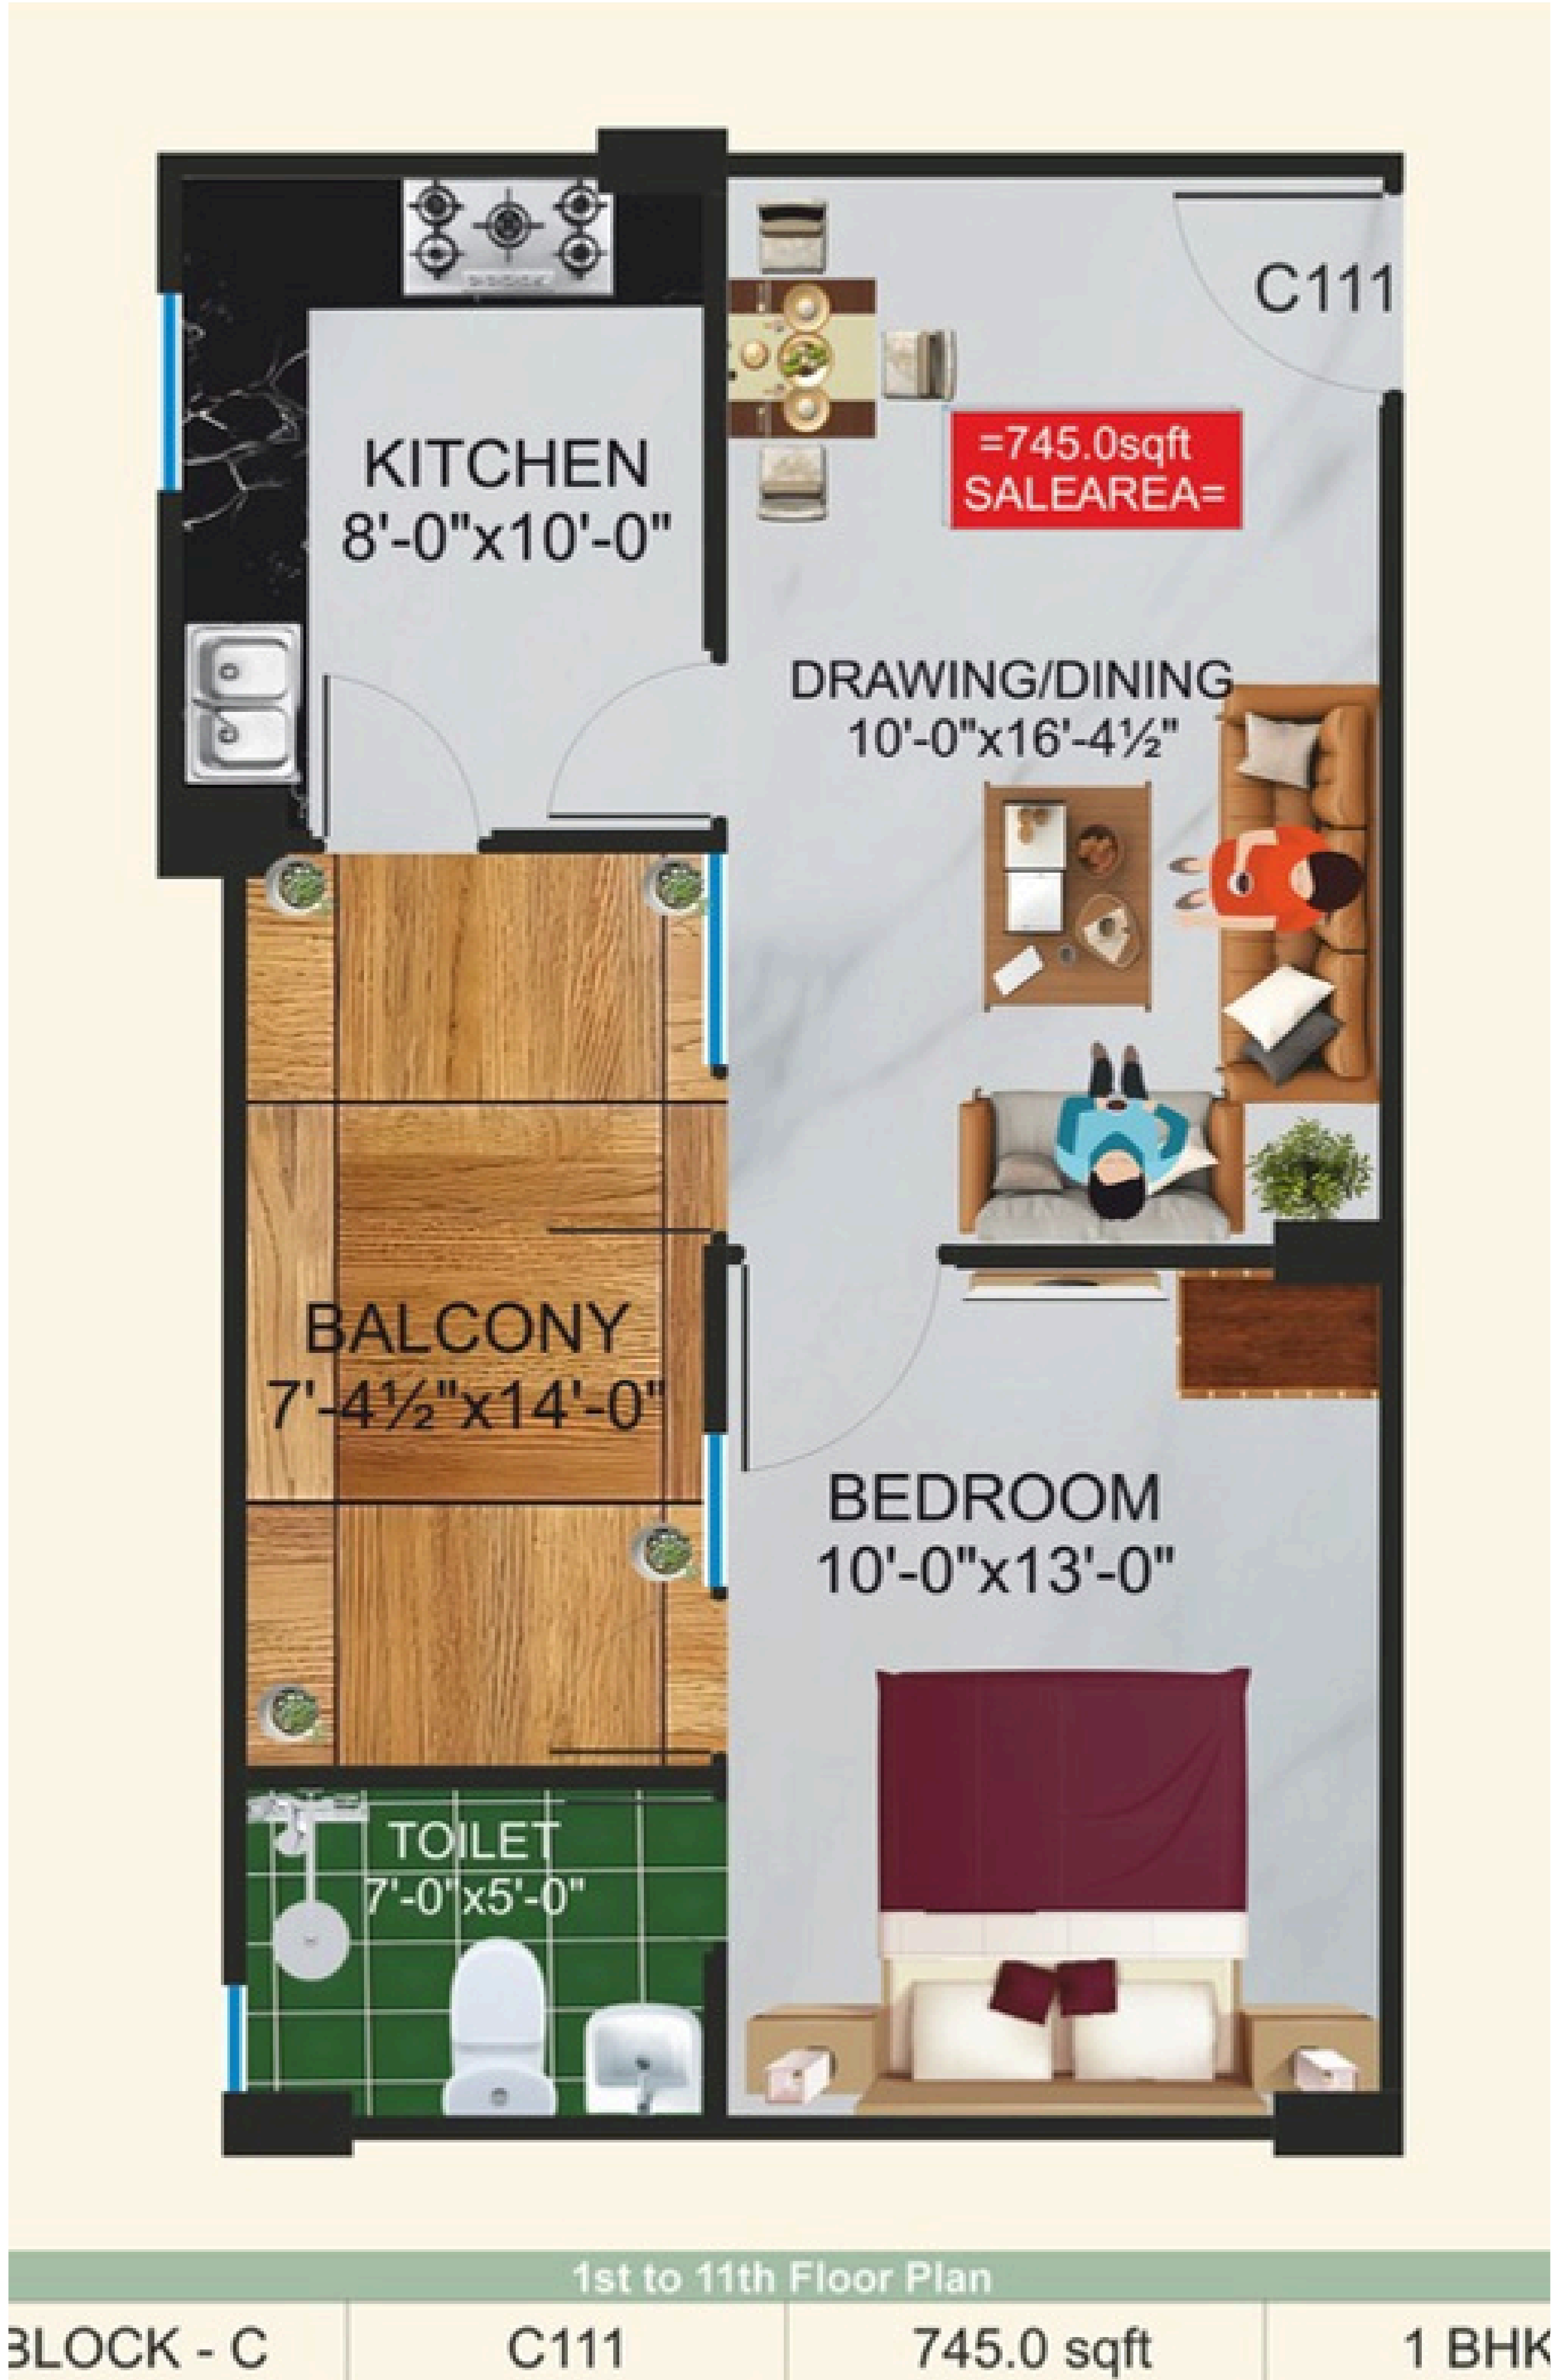 C111
=745.0sqft
SALEAREA=
KITCHEN
8'-0"x10'-0"
DRAWING/DINING
10'-0"x16'-4½"
BALCONY
7'-4½"x14'-0"
BEDROOM
10'-0"x13'-0"
TOILET
7'-0"x5'-0"
1st to 11th Floor Plan
BLOCK - C
C111
745.0 sqft
1 BHK